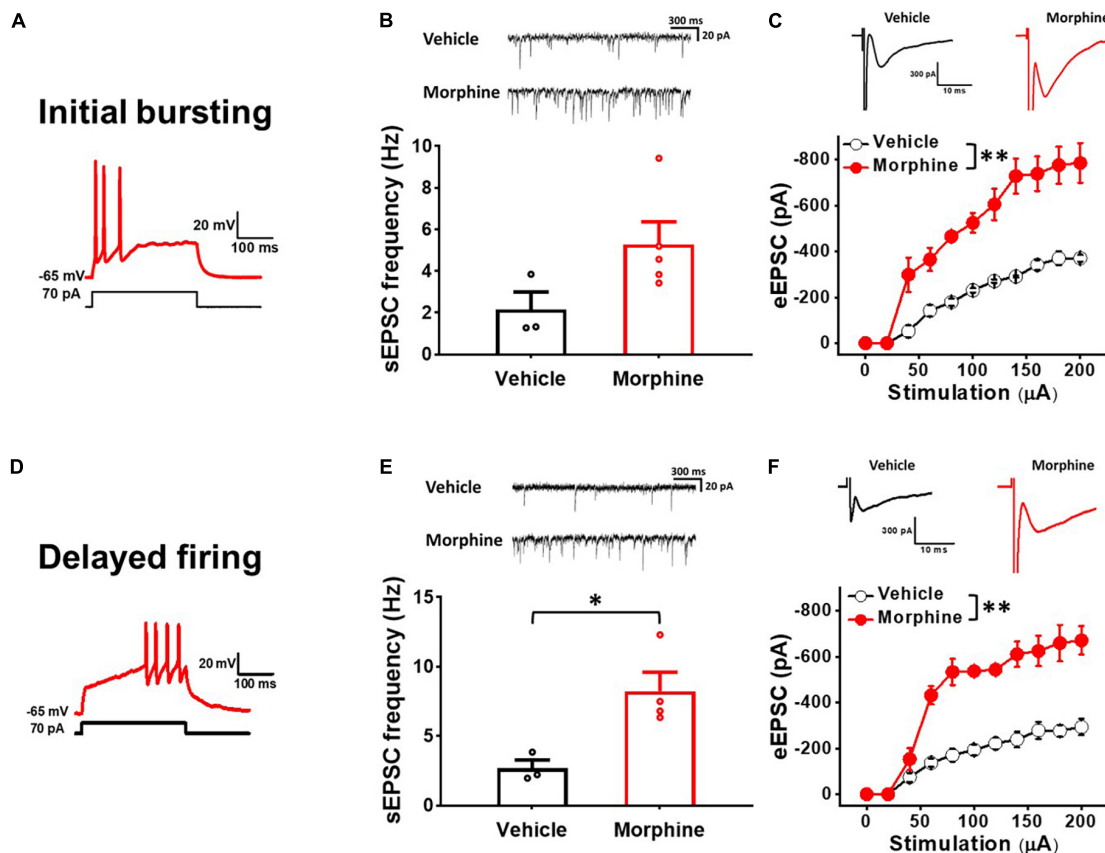 A
Initial bursting
20 mV
100 ms
-65 mV
70 pA
B
300 ms
20 pA
Vehicle
Morphine
sEPSC frequency (Hz)
10
8
6
4
2
0
Vehicle
Morphine
C
Vehicle
Morphine
300 pA
10 ms
Vehicle
Morphine
**
eEPSC (pA)
-800
-600
-400
-200
0
0
50
100
150
200
Stimulation (μA)
D
Delayed firing
20 mV
100 ms
-65 mV
70 pA
E
300 ms
20 pA
Vehicle
Morphine
*
sEPSC frequency (Hz)
15
10
5
0
Vehicle
Morphine
F
Vehicle
Morphine
300 pA
10 ms
Vehicle
Morphine
**
eEPSC (pA)
-800
-600
-400
-200
0
0
50
100
150
200
Stimulation (μA)